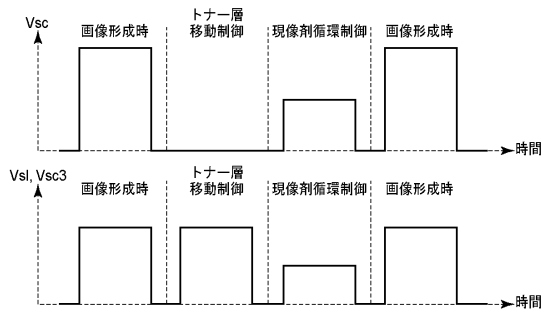 Vsc
画像形成時
トナー層
移動制御
現像剤循環制御
画像形成時
時間
Vsl, Vsc3
画像形成時
トナー層
移動制御
現像剤循環制御
画像形成時
時間